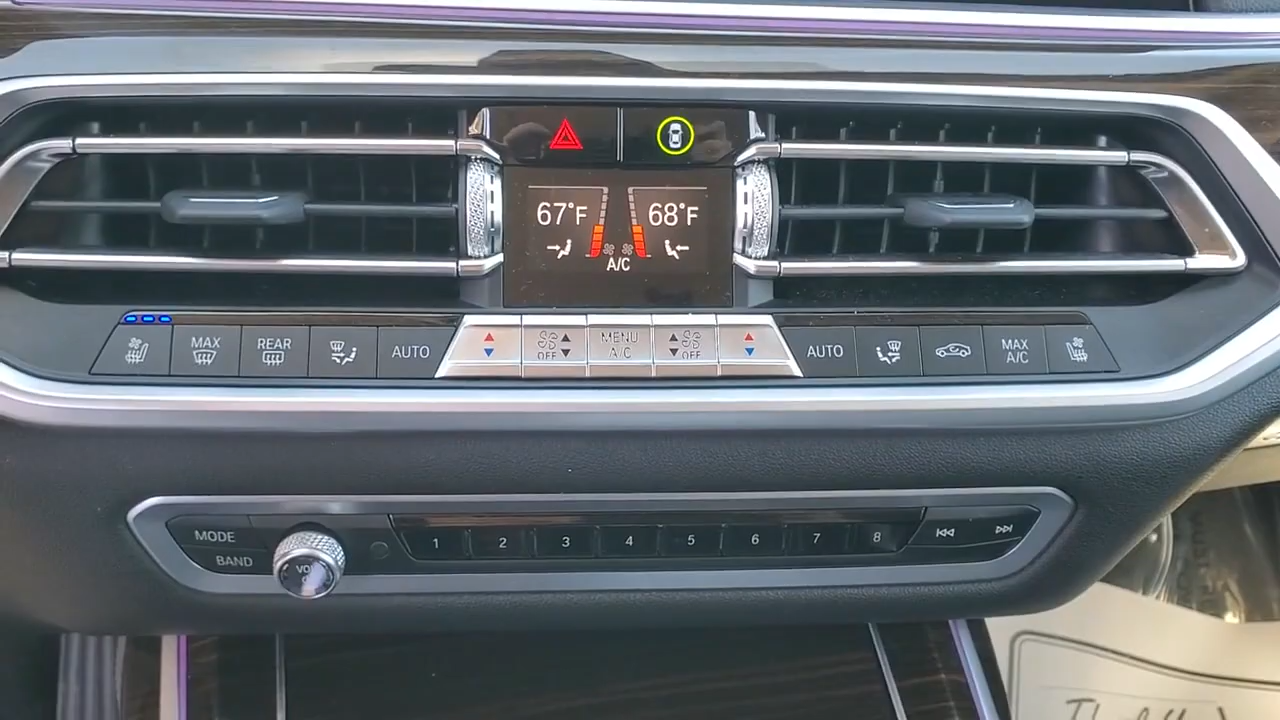 67°F
68°F
A/C
MAX
REAR
AUTO
OFF
MENU
A/C
OFF
AUTO
MAX
A/C
MODE
BAND
VOL
1 2 3 4 5 6 7 8